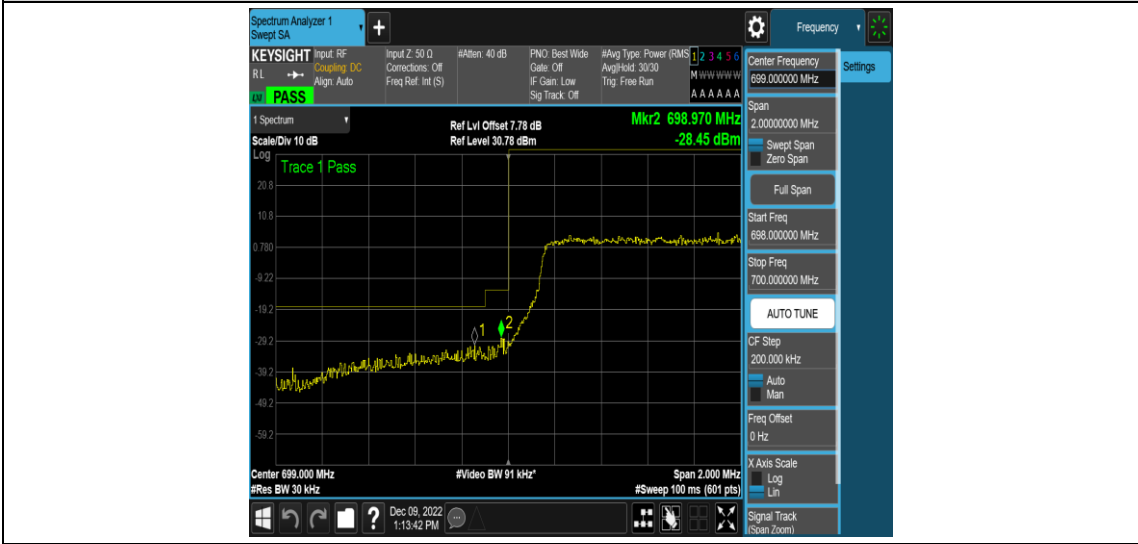 Spectrum Analyzer 1
Swept SA
Frequency
KEYSIGHT
RL
PASS
Input: RF
Coupling: DC
Align: Auto
Input Z: 50 Ω
Corrections: Off
Freq Ref: Int (S)
#Atten: 40 dB
PNO: Best Wide
Gate: Off
IF Gain: Low
Sig Track: Off
#Avg Type: Power (RMS
Avg|Hold: 30/30
Trig: Free Run
1 2 3 4 5 6
M W W W W W
A A A A A A
1 Spectrum
Scale/Div 10 dB
Ref Lvl Offset 7.78 dB
Ref Level 30.78 dBm
Mkr2 698.970 MHz
-28.45 dBm
Log
Trace 1 Pass
20.8
10.8
0.780
-9.22
-19.2
-29.2
-39.2
-49.2
-59.2
1
2
Center 699.000 MHz
#Res BW 30 kHz
#Video BW 91 kHz*
Span 2.000 MHz
#Sweep 100 ms (601 pts)
?
Dec 09, 2022
1:13:42 PM
Center Frequency
699.000000 MHz
Settings
Span
2.00000000 MHz
Swept Span
Zero Span
Full Span
Start Freq
698.000000 MHz
Stop Freq
700.000000 MHz
AUTO TUNE
CF Step
200.000 kHz
Auto
Man
Freq Offset
0 Hz
X Axis Scale
Log
Lin
Signal Track
(Span Zoom)